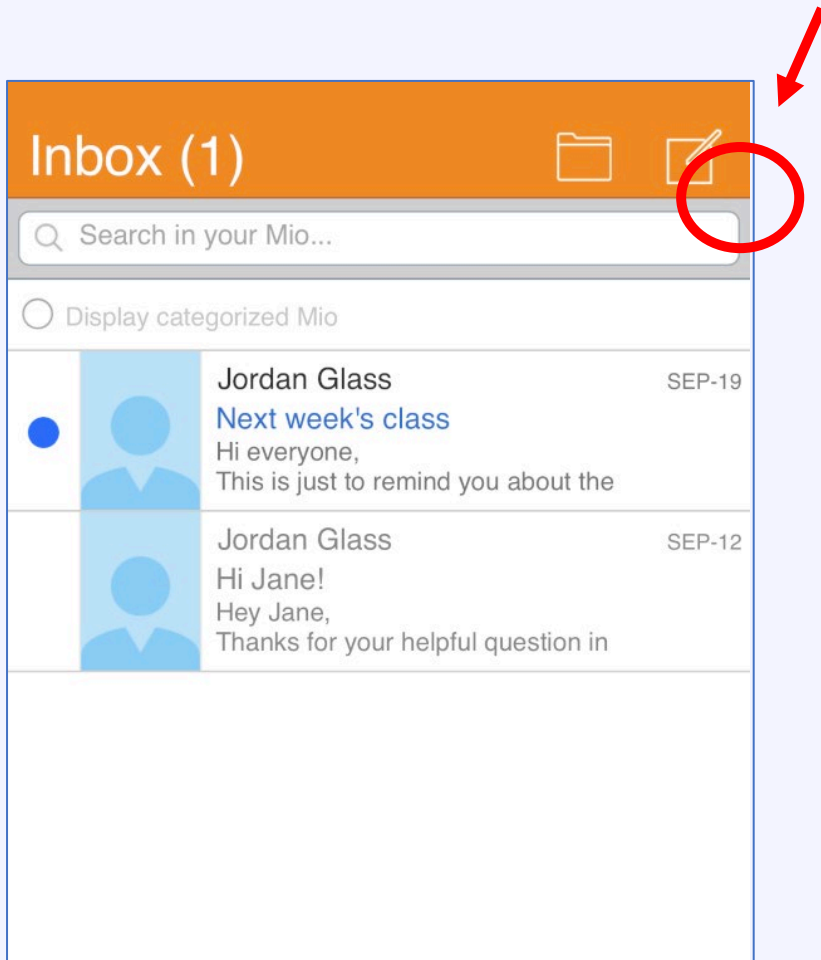 Inbox (1)
Search in your Mio...
Display categorized Mio
Jordan Glass SEP-19
Next week's class
Hi everyone,
This is just to remind you about the
Jordan Glass SEP-12
Hi Jane!
Hey Jane,
Thanks for your helpful question in